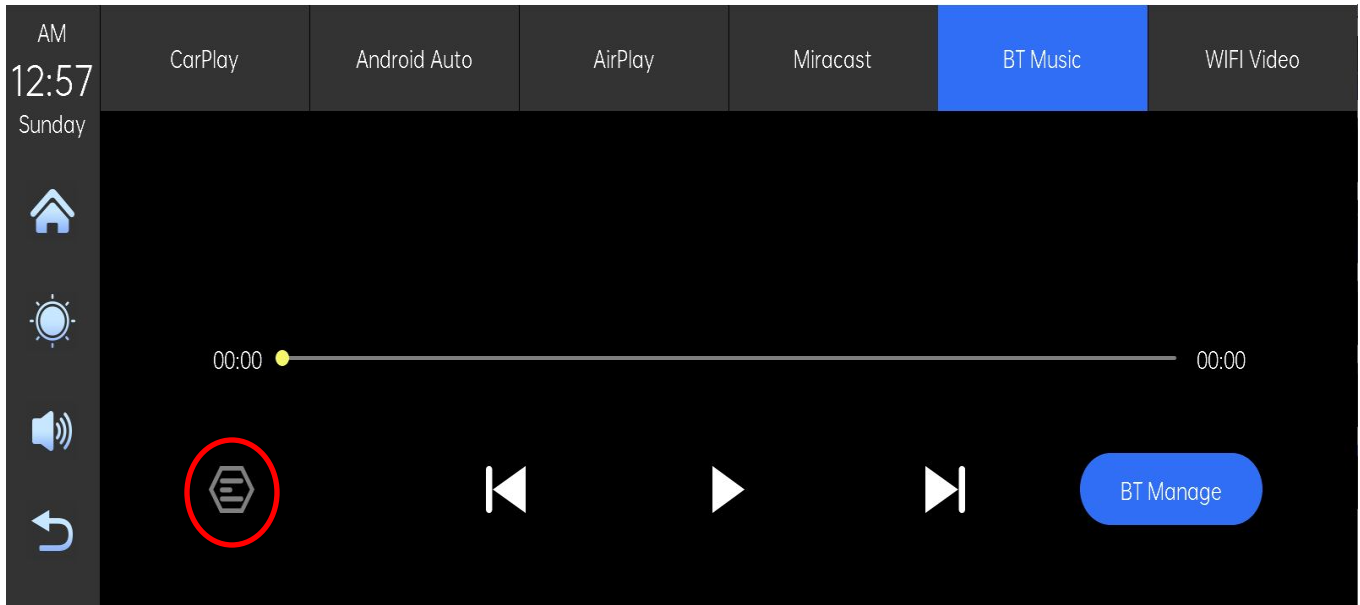 AM
12:57
Sunday
CarPlay
Android Auto
AirPlay
Miracast
BT Music
WIFI Video
00:00
00:00
BT Manage